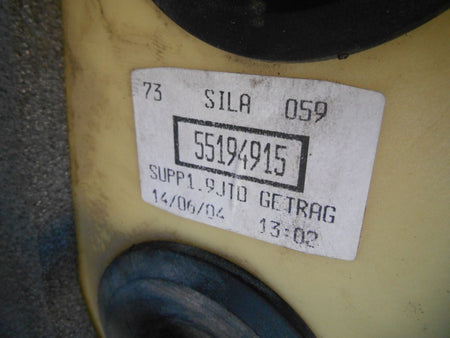 73 SILA 059
55194915
SUPP1.9JTD GETRAG
14/06/04 13:02